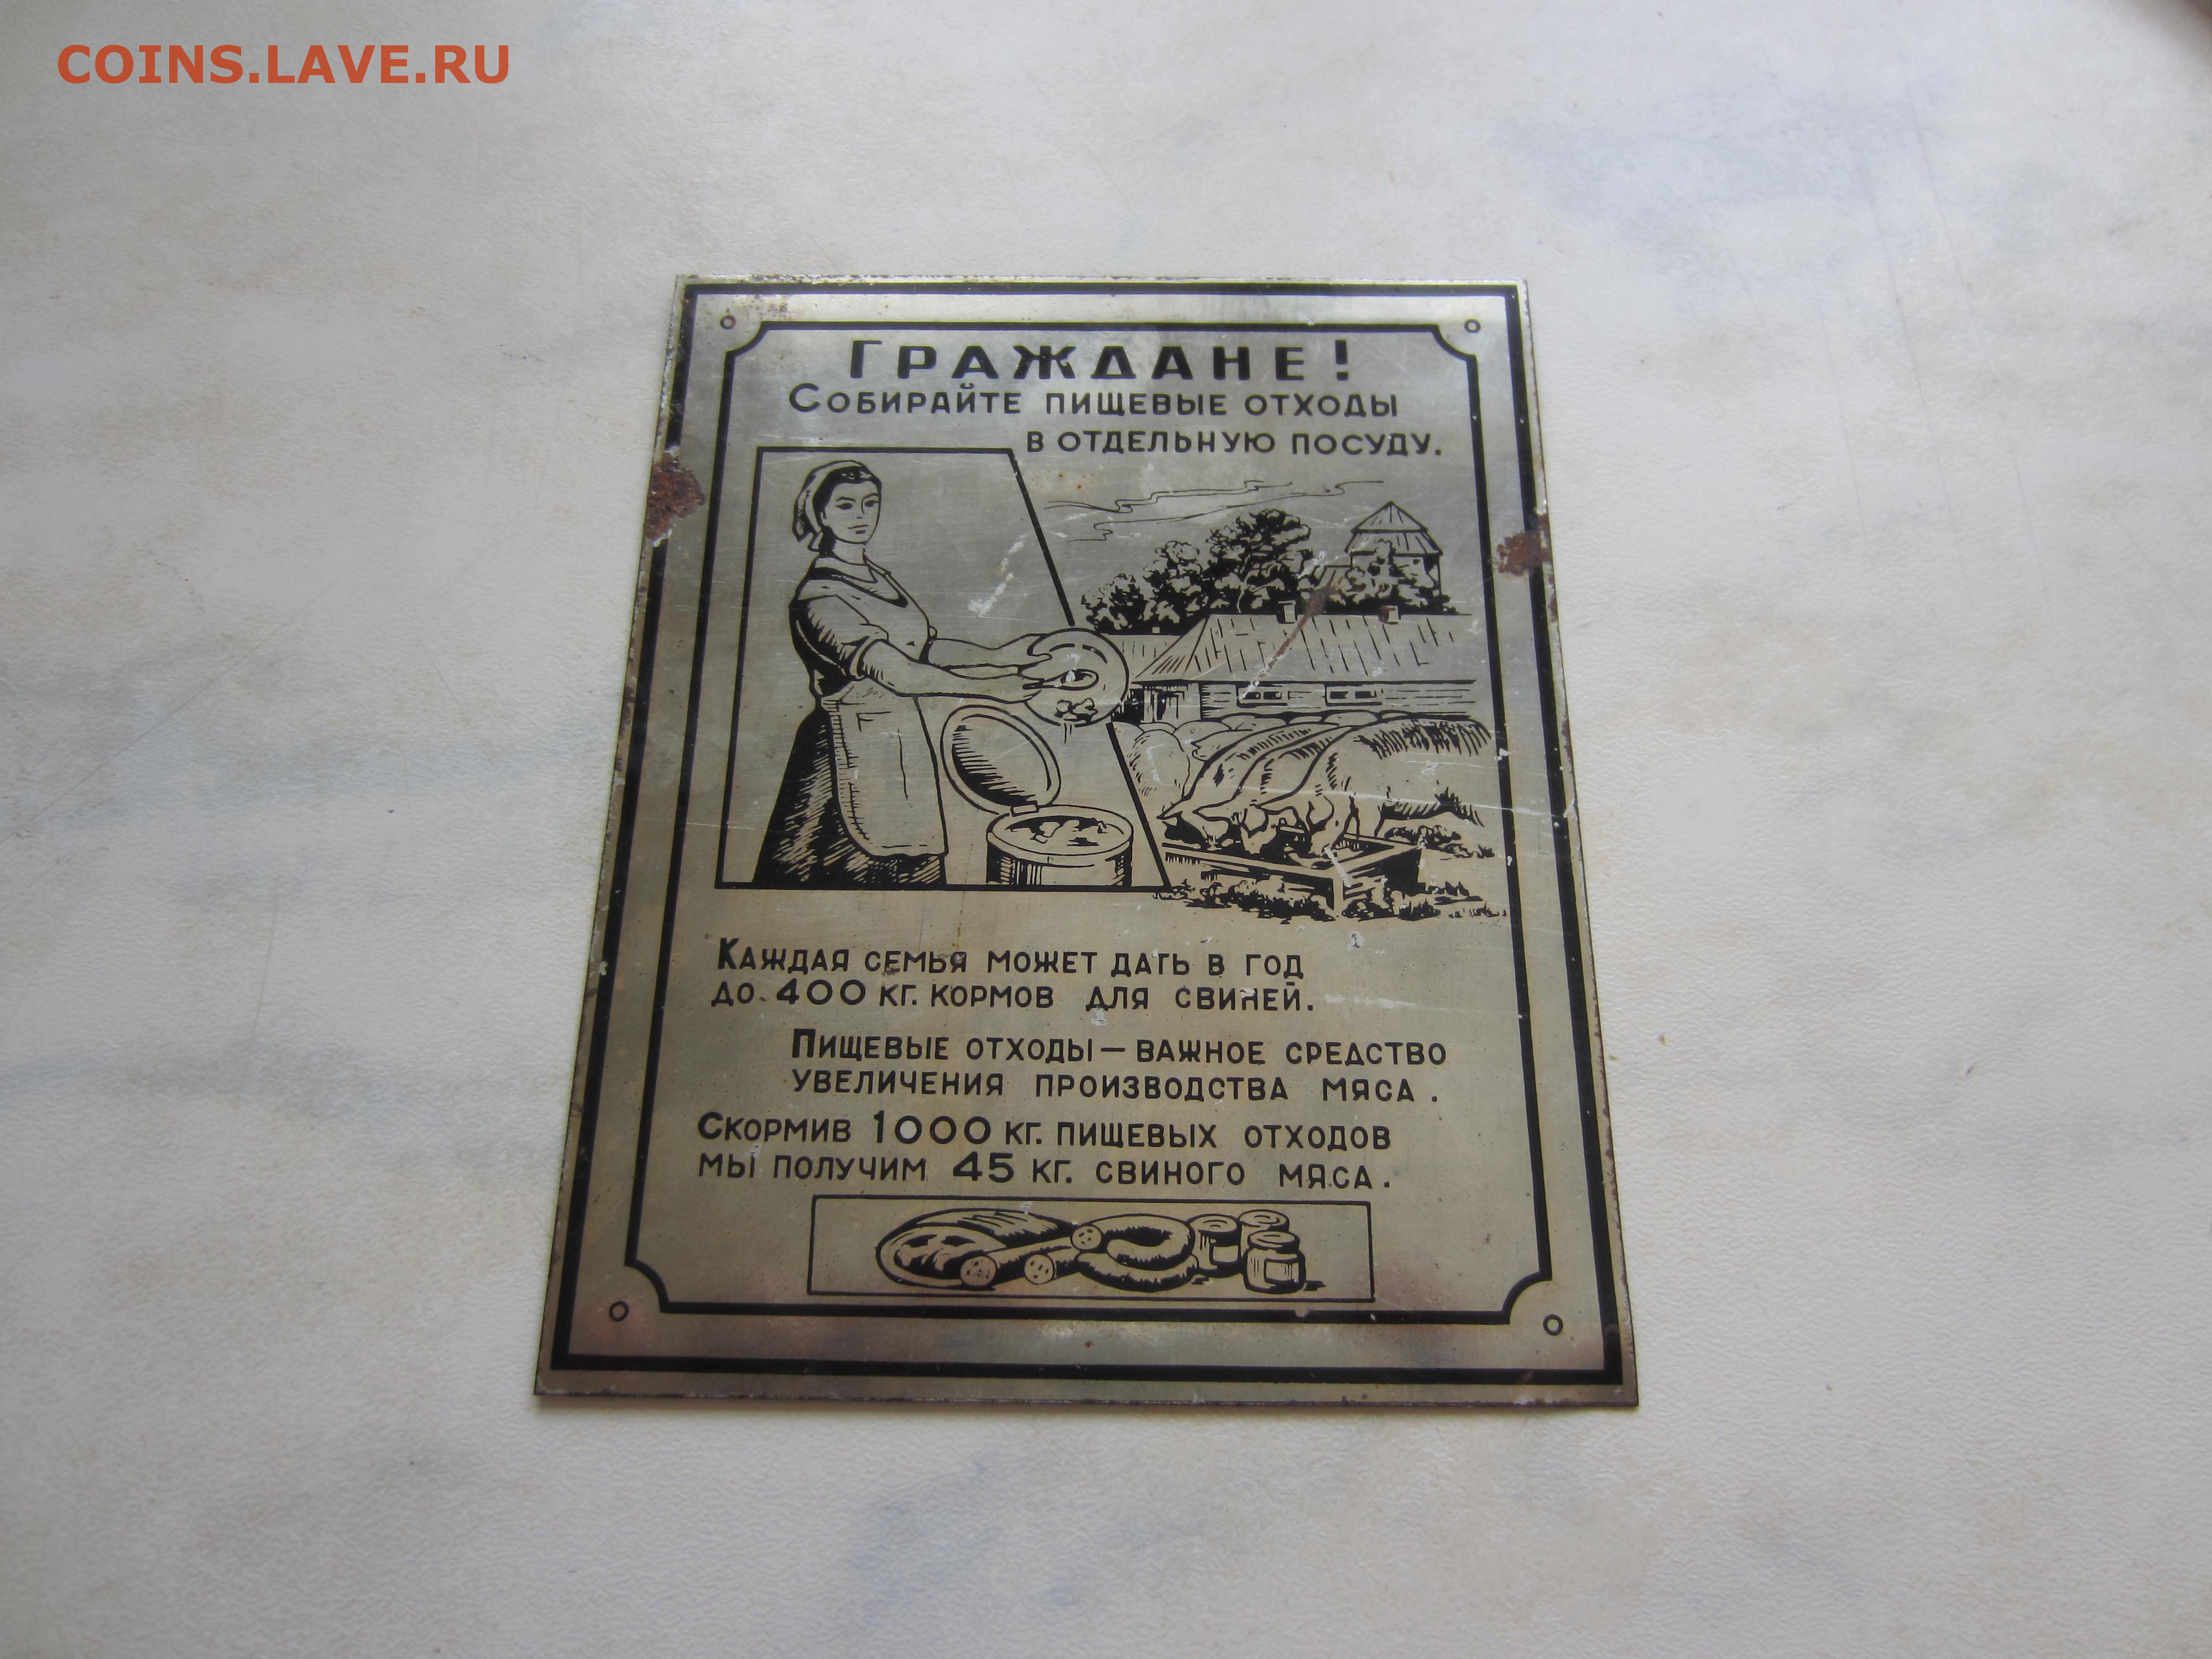 COINS.LAVE.RU
ГРАЖДАНЕ!
СОБИРАЙТЕ ПИЩЕВЫЕ ОТХОДЫ
В ОТДЕЛЬНУЮ ПОСУДУ.
КАЖДАЯ СЕМЬЯ МОЖЕТ ДАТЬ В ГОД
ДО 400 КГ. КОРМОВ ДЛЯ СВИНЕЙ.
ПИЩЕВЫЕ ОТХОДЫ — ВАЖНОЕ СРЕДСТВО
УВЕЛИЧЕНИЯ ПРОИЗВОДСТВА МЯСА.
СКОРМИВ 1000 КГ. ПИЩЕВЫХ ОТХОДОВ
МЫ ПОЛУЧИМ 45 КГ. СВИНОГО МЯСА.